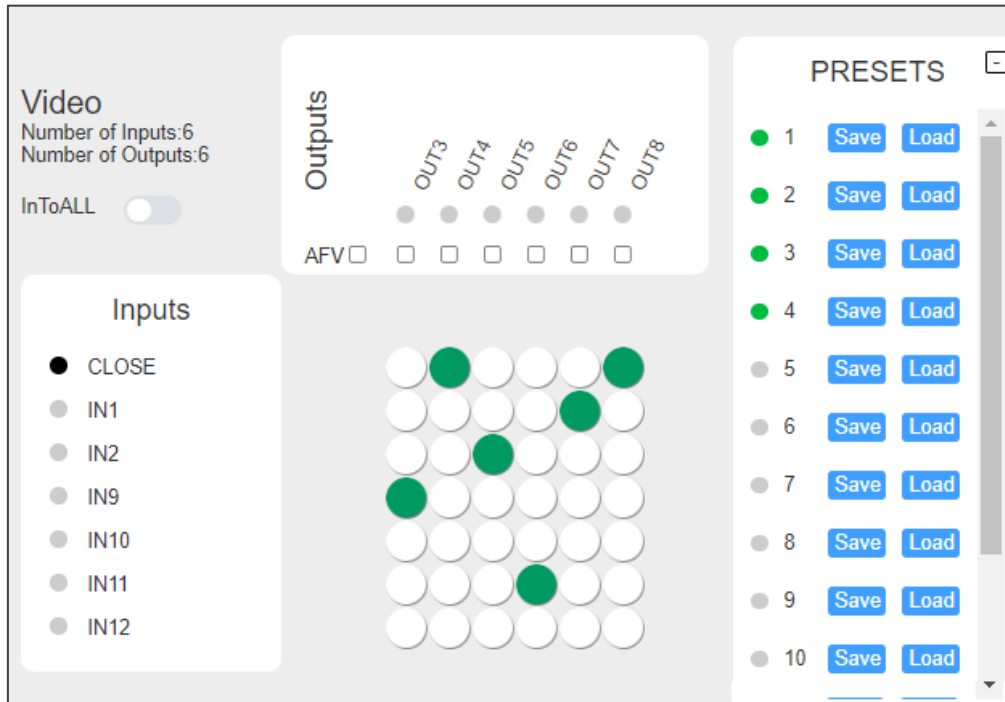 Video
Number of Inputs:6
Number of Outputs:6
InToALL
Outputs
OUT3
OUT4
OUT5
OUT6
OUT7
OUT8
AFV
Inputs
CLOSE
IN1
IN2
IN9
IN10
IN11
IN12
PRESETS
1 Save Load
2 Save Load
3 Save Load
4 Save Load
5 Save Load
6 Save Load
7 Save Load
8 Save Load
9 Save Load
10 Save Load